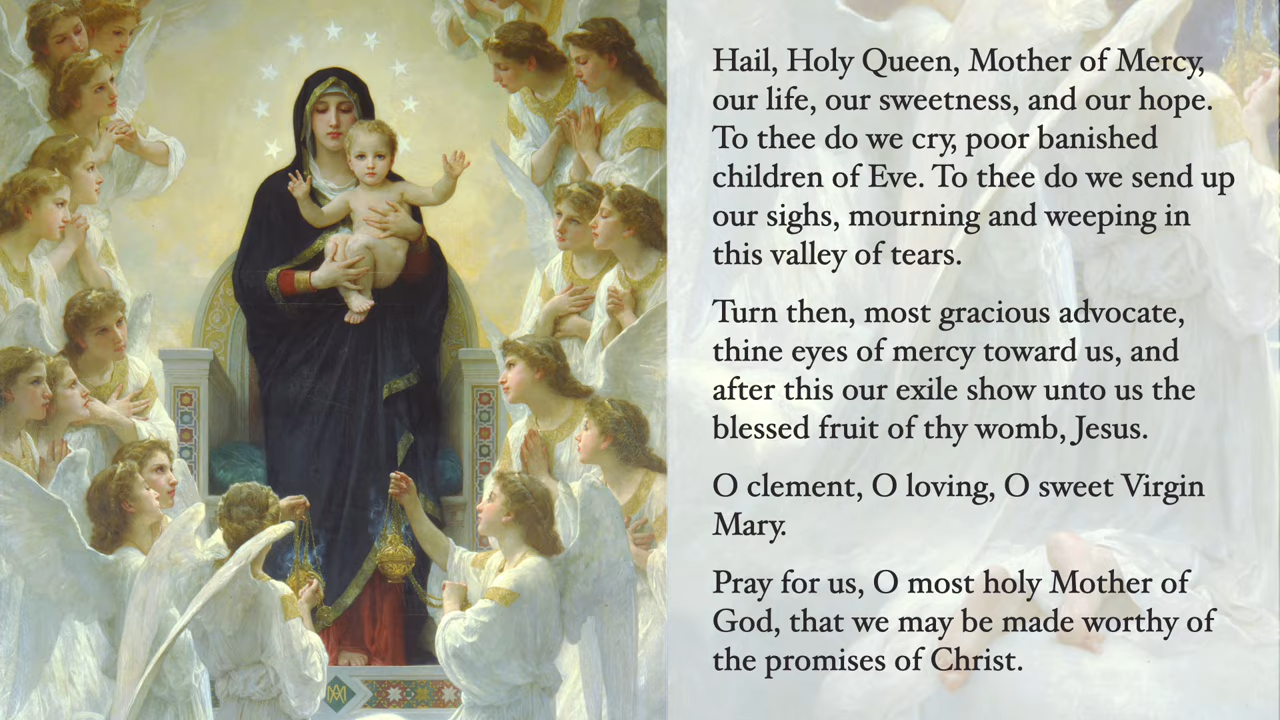 Hail, Holy Queen, Mother of Mercy,
our life, our sweetness, and our hope.
To thee do we cry, poor banished
children of Eve. To thee do we send up
our sighs, mourning and weeping in
this valley of tears.
Turn then, most gracious advocate,
thine eyes of mercy toward us, and
after this our exile show unto us the
blessed fruit of thy womb, Jesus.
O clement, O loving, O sweet Virgin
Mary.
Pray for us, O most holy Mother of
God, that we may be made worthy of
the promises of Christ.